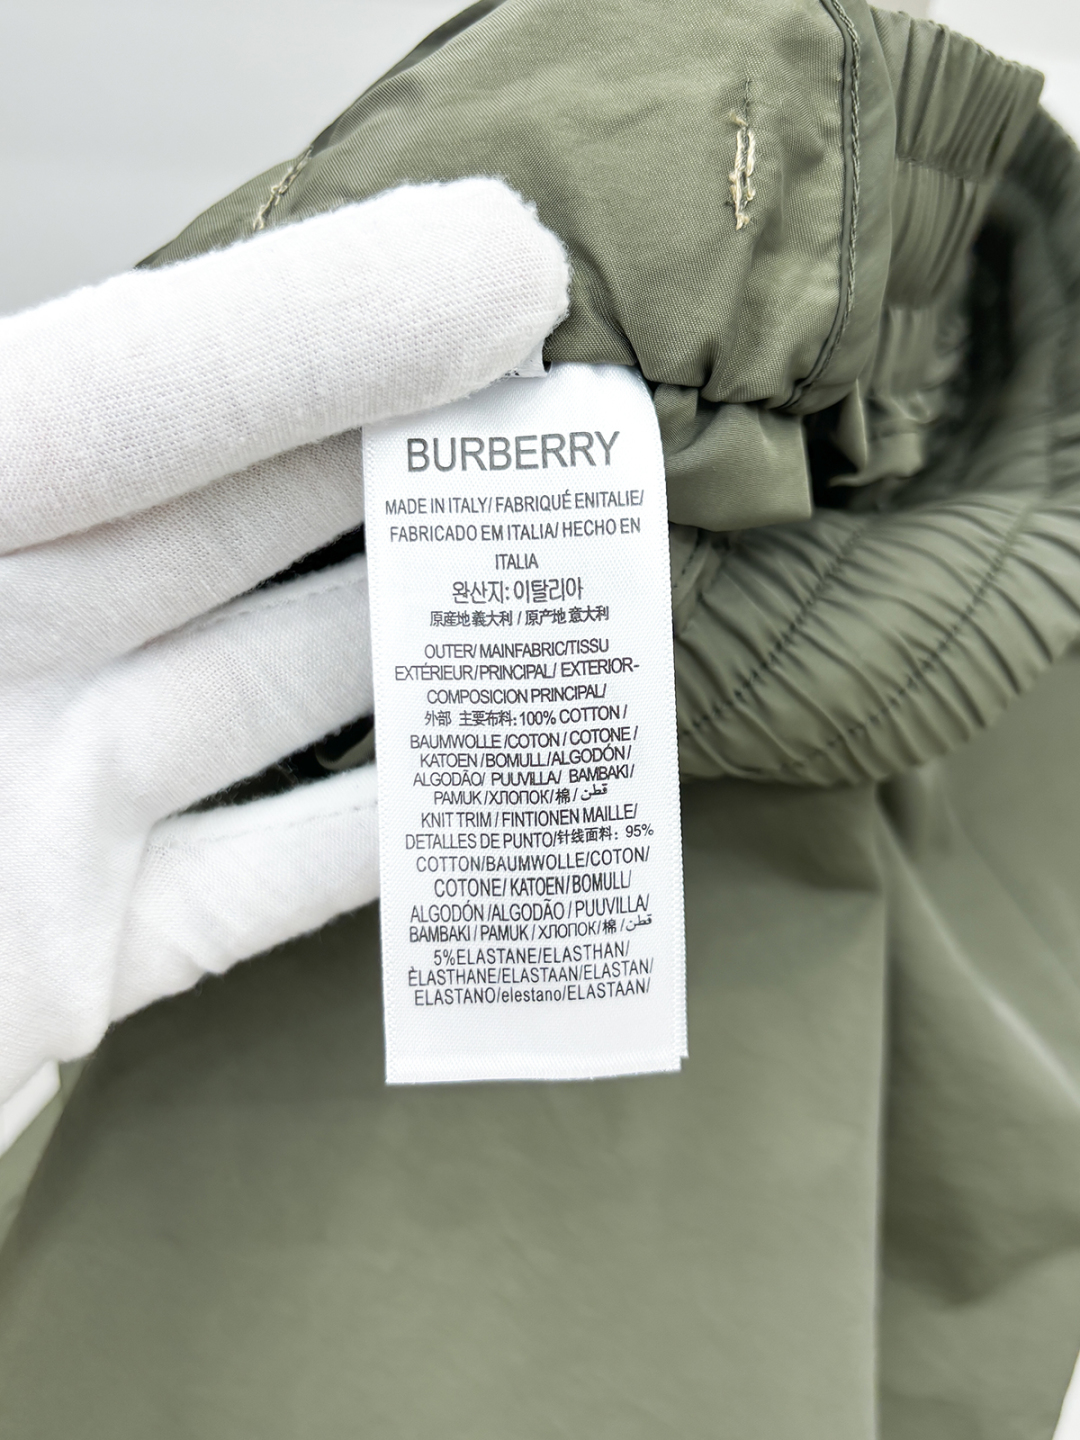 BURBERRY
MADE IN ITALY/ FABRIQUÉ ENITALIE/
FABRICADO EM ITALIA/ HECHO EN
ITALIA
완산지: 이탈리아
原産地義大利 / 原产地意大利
OUTER/ MAINFABRIC/TISSU
EXTÉRIEUR/PRINCIPAL/ EXTERIOR-
COMPOSICION PRINCIPAL/
外部 主要布料: 100% COTTON /
BAUMWOLLE /COTON / COTONE /
KATOEN /BOMULL/ALGODÓN/
ALGODÃO/ PUUVILLA/ BAMBAKI/
PAMUK /ХЛОПОК/ 棉 / قطن
KNIT TRIM / FINTIONEN MAILLE/
DETALLES DE PUNTO/针线面料: 95%
COTTON/BAUMWOLLE/COTON/
COTONE/ KATOEN/BOMULL/
ALGODÓN /ALGODÃO / PUUVILLA/
BAMBAKI / PAMUK / ХЛОПОК/ 棉 / قطن
5%ELASTANE/ELASTHAN/
ÈLASTHANE/ELASTAAN/ELASTAN/
ELASTANO/elestano/ELASTAAN/